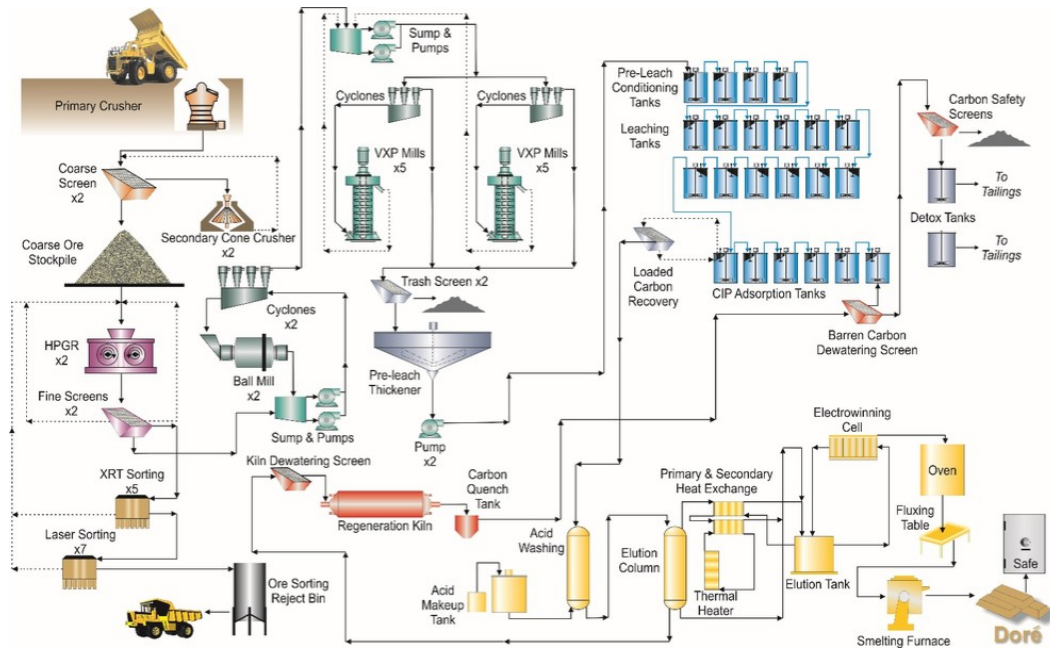 Primary Crusher
Coarse
Screen
x2
Secondary Cone Crusher
x2
Coarse Ore
Stockpile
HPGR
x2
Fine Screens
x2
XRT Sorting
x5
Laser Sorting
x7
Ore Sorting
Reject Bin
Sump &
Pumps
Cyclones
Cyclones
VXP Mills
x5
VXP Mills
x5
Trash Screen x2
Cyclones
x2
Ball Mill
x2
Sump & Pumps
Pre-leach
Thickener
Pump
x2
Kiln Dewatering Screen
Regeneration Kiln
Carbon
Quench
Tank
Pre-Leach
Conditioning
Tanks
Leaching
Tanks
Loaded
Carbon
Recovery
CIP Adsorption Tanks
Barren Carbon
Dewatering Screen
Carbon Safety
Screens
To
Tailings
Detox Tanks
To
Tailings
Acid
Washing
Acid
Makeup
Tank
Elution
Column
Primary & Secondary
Heat Exchange
Thermal
Heater
Electrowinning
Cell
Elution Tank
Oven
Fluxing
Table
Smelting Furnace
Safe
Doré